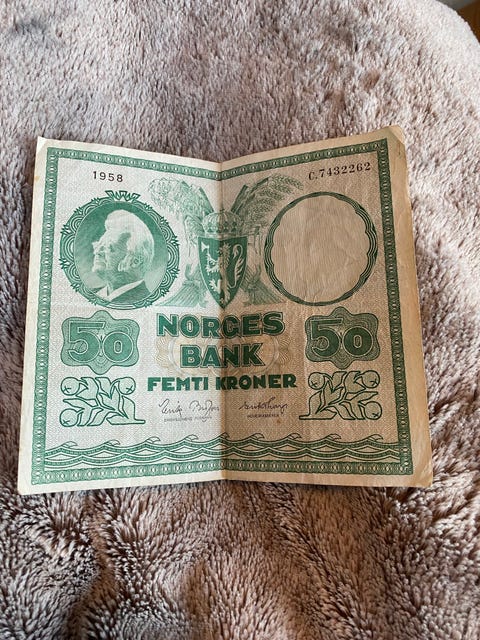 1958
C.7432262
50
NORGES
50
BANK
FEMTI KRONER